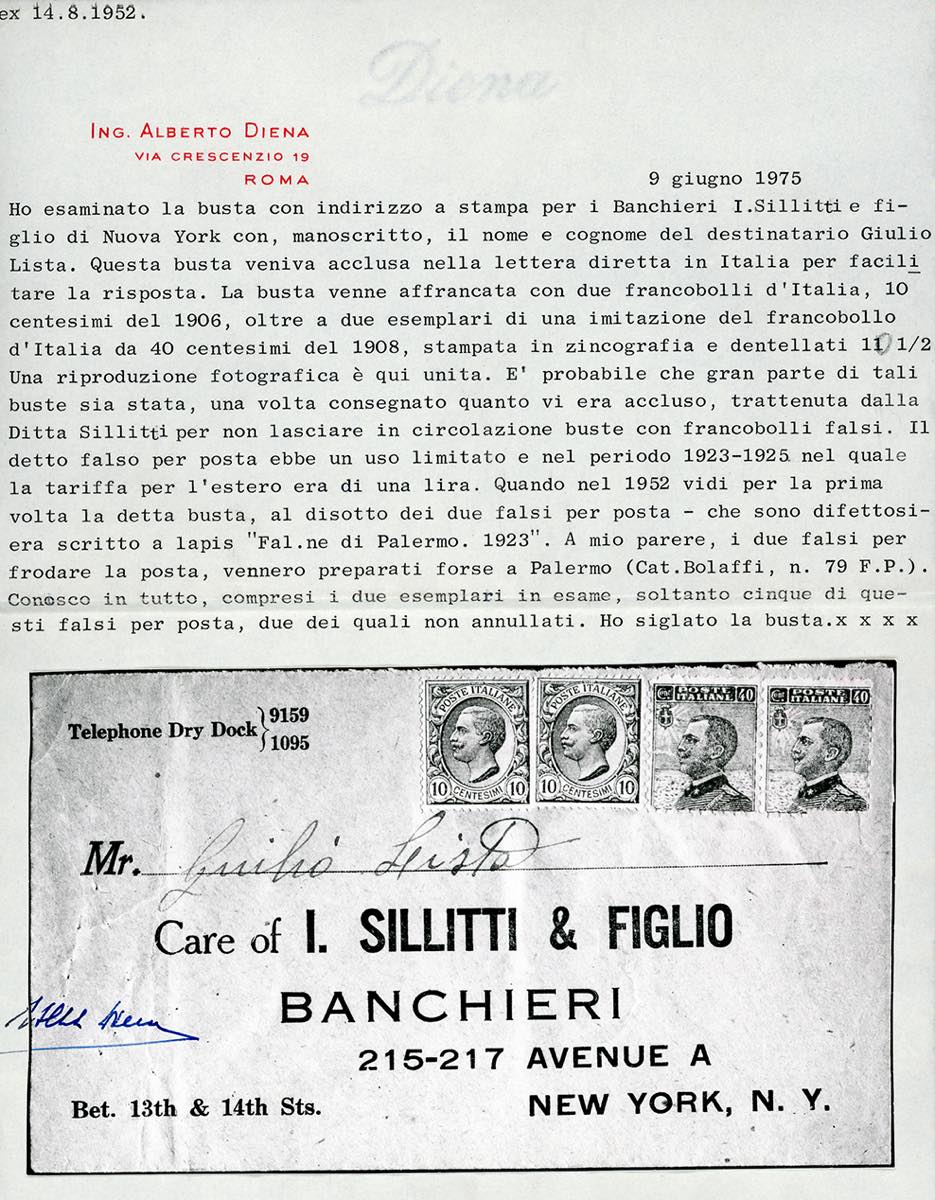 ex 14.8.1952.
Diena
ING. ALBERTO DIENA
VIA CRESCENZIO 19
ROMA
9 giugno 1975
Ho esaminato la busta con indirizzo a stampa per i Banchieri I.Sillitti e fi-
glio di Nuova York con, manoscritto, il nome e cognome del destinatario Giulio
Lista. Questa busta veniva acclusa nella lettera diretta in Italia per facili
tare la risposta. La busta venne affrancata con due francobolli d'Italia, 10
centesimi del 1906, oltre a due esemplari di una imitazione del francobollo
d'Italia da 40 centesimi del 1908, stampata in zincografia e dentellati 11 1/2
Una riproduzione fotografica è qui unita. E' probabile che gran parte di tali
buste sia stata, una volta consegnato quanto vi era accluso, trattenuta dalla
Ditta Sillitti per non lasciare in circolazione buste con francobolli falsi. Il
detto falso per posta ebbe un uso limitato e nel periodo 1923-1925 nel quale
la tariffa per l'estero era di una lira. Quando nel 1952 vidi per la prima
volta la detta busta, al disotto dei due falsi per posta - che sono difettosi-
era scritto a lapis "Fal.ne di Palermo. 1923". A mio parere, i due falsi per
frodare la posta, vennero preparati forse a Palermo (Cat.Bolaffi, n. 79 F.P.).
Conosco in tutto, compresi i due esemplari in esame, soltanto cinque di que-
sti falsi per posta, due dei quali non annullati. Ho siglato la busta.x x x x
Telephone Dry Dock } 9159
1095
POSTE ITALIANE
10 CENTESIMI 10
POSTE ITALIANE
10 CENTESIMI 10
POSTE ITALIANE 40
POSTE ITALIANE 40
Mr. Guilio Lista
Care of I. SILLITTI & FIGLIO
BANCHIERI
215-217 AVENUE A
Bet. 13th & 14th Sts.
NEW YORK, N. Y.